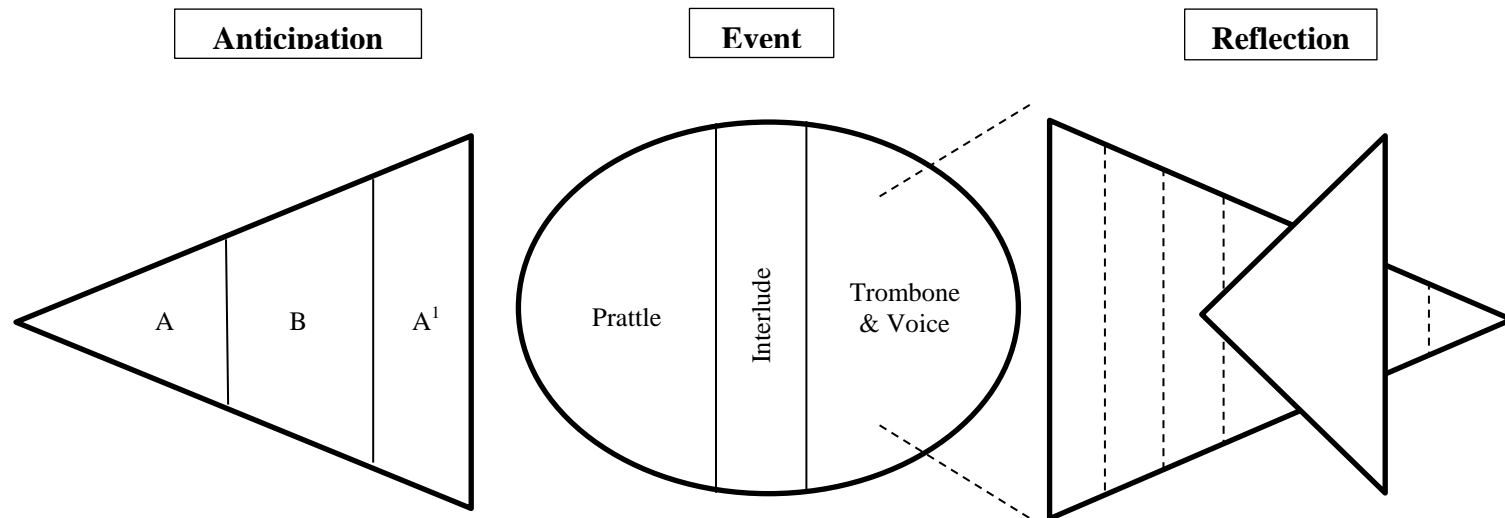 Anticipation
Event
Reflection
A
B
A¹
Prattle
Interlude
Trombone
& Voice